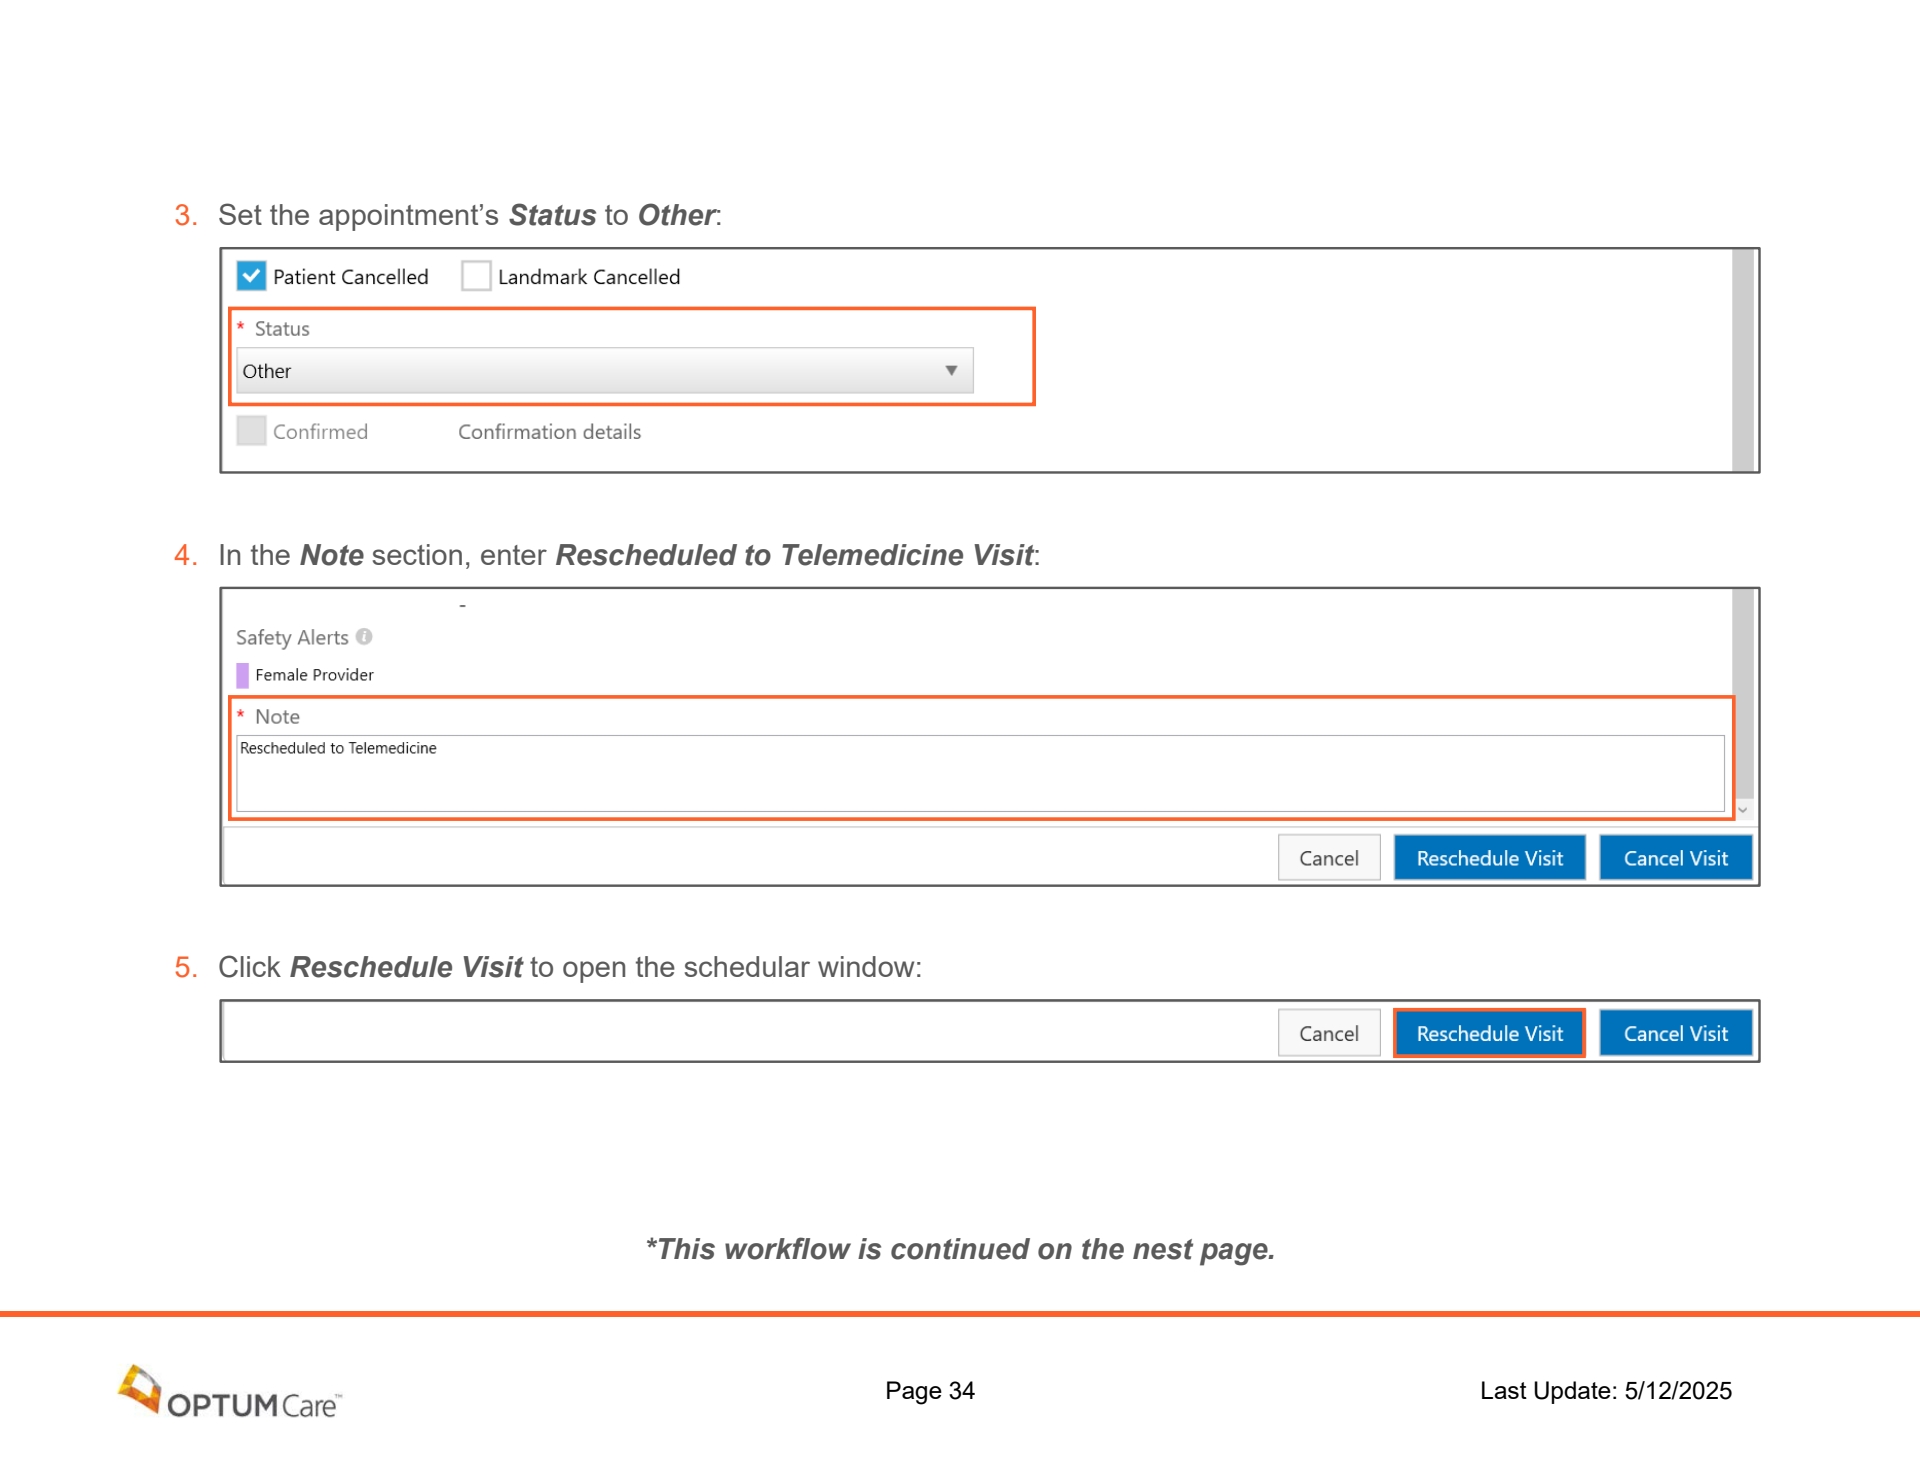 3. Set the appointment’s Status to Other:
Patient Cancelled Landmark Cancelled
* Status
Other
Confirmed Confirmation details
4. In the Note section, enter Rescheduled to Telemedicine Visit:
-
Safety Alerts i
Female Provider
* Note
Rescheduled to Telemedicine
Cancel Reschedule Visit Cancel Visit
5. Click Reschedule Visit to open the schedular window:
Cancel Reschedule Visit Cancel Visit
*This workflow is continued on the nest page.
OPTUM Care™ Page 34 Last Update: 5/12/2025